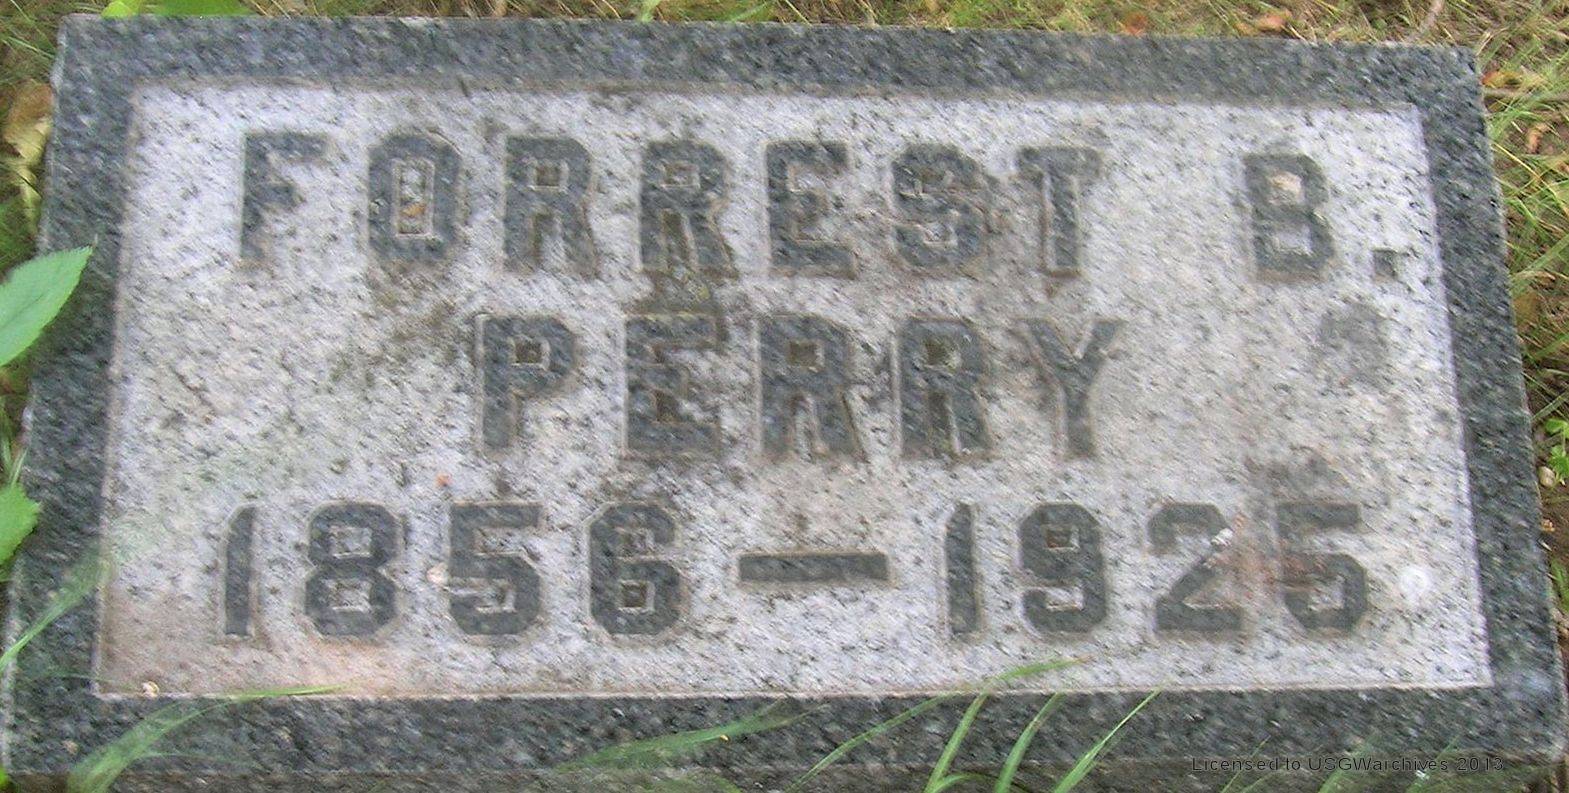 FORREST B.
PERRY
1856—1925
Licensed to USGWarchives 2013